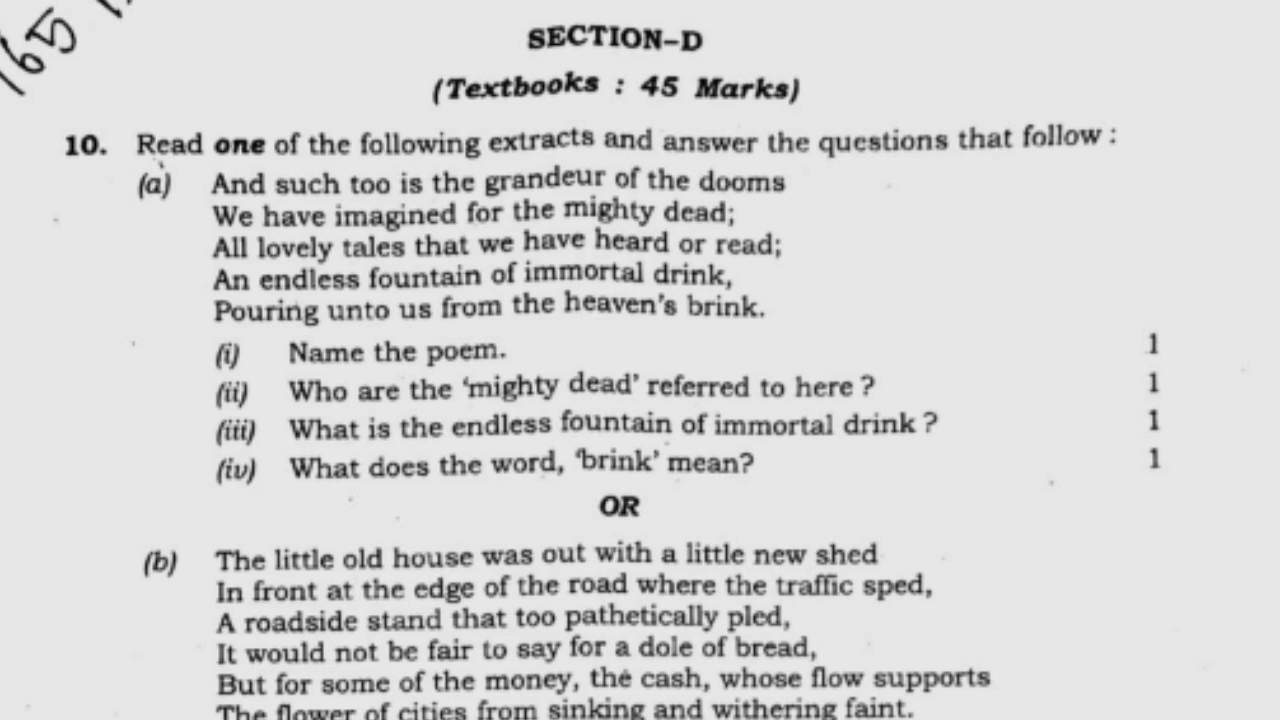 165
SECTION–D
(Textbooks : 45 Marks)
10. Read one of the following extracts and answer the questions that follow :
(a) And such too is the grandeur of the dooms
We have imagined for the mighty dead;
All lovely tales that we have heard or read;
An endless fountain of immortal drink,
Pouring unto us from the heaven's brink.
(i) Name the poem. 1
(ii) Who are the 'mighty dead' referred to here ? 1
(iii) What is the endless fountain of immortal drink ? 1
(iv) What does the word, 'brink' mean? 1
OR
(b) The little old house was out with a little new shed
In front at the edge of the road where the traffic sped,
A roadside stand that too pathetically pled,
It would not be fair to say for a dole of bread,
But for some of the money, the cash, whose flow supports
The flower of cities from sinking and withering faint.